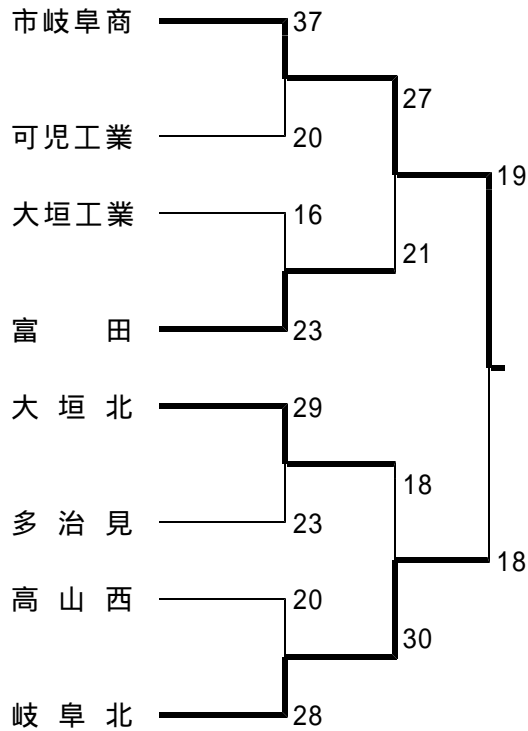 市岐阜商 37
27
可児工業 20
19
大垣工業 16
21
富田 23
大垣北 29
18
多治見 23
18
高山西 20
30
岐阜北 28